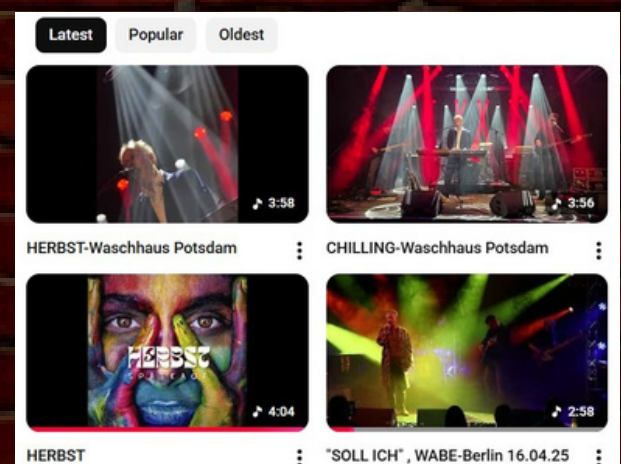 Latest Popular Oldest
3:58 3:56
HERBST-Waschhaus Potsdam CHILLING-Waschhaus Potsdam
HERBST
SPARKASA
4:04 2:58
HERBST "SOLL ICH" , WABE-Berlin 16.04.25